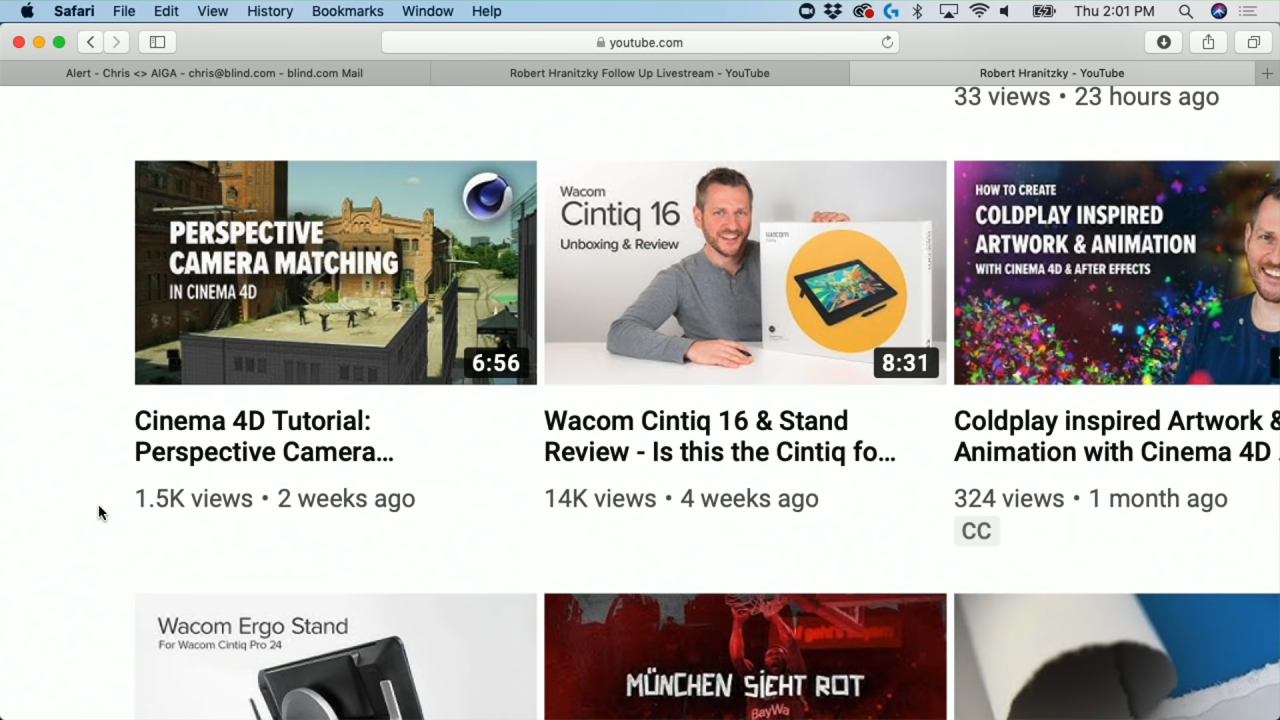 Safari File Edit View History Bookmarks Window Help Thu 2:01 PM
youtube.com
Alert - Chris <> AIGA - chris@blind.com - blind.com Mail
Robert Hranitzky Follow Up Livestream - YouTube
Robert Hranitzky - YouTube
33 views • 23 hours ago
PERSPECTIVE
CAMERA MATCHING
IN CINEMA 4D
6:56
Wacom
Cintiq 16
Unboxing & Review
wacom
8:31
HOW TO CREATE
COLDPLAY INSPIRED
ARTWORK & ANIMATION
WITH CINEMA 4D & AFTER EFFECTS
Cinema 4D Tutorial:
Perspective Camera...
1.5K views • 2 weeks ago
Wacom Cintiq 16 & Stand
Review - Is this the Cintiq fo...
14K views • 4 weeks ago
Coldplay inspired Artwork &
Animation with Cinema 4D
324 views • 1 month ago
CC
Wacom Ergo Stand
For Wacom Cintiq Pro 24
MÜNCHEN SIEHT ROT
BayWa